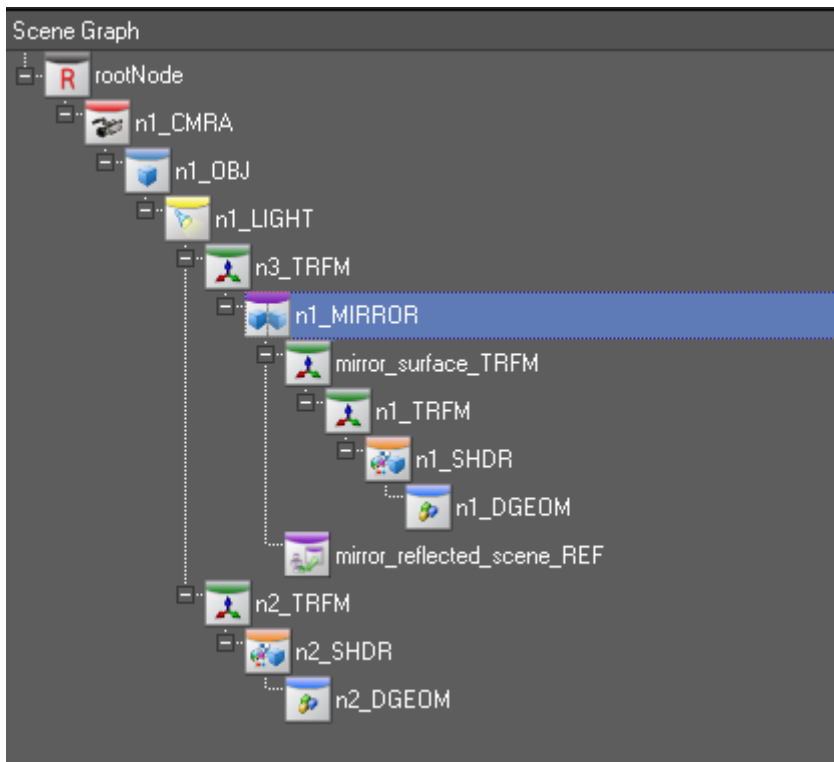 Scene Graph
R rootNode
n1_CMRA
n1_OBJ
n1_LIGHT
n3_TRFM
n1_MIRROR
mirror_surface_TRFM
n1_TRFM
n1_SHDR
n1_DGEOM
mirror_reflected_scene_REF
n2_TRFM
n2_SHDR
n2_DGEOM